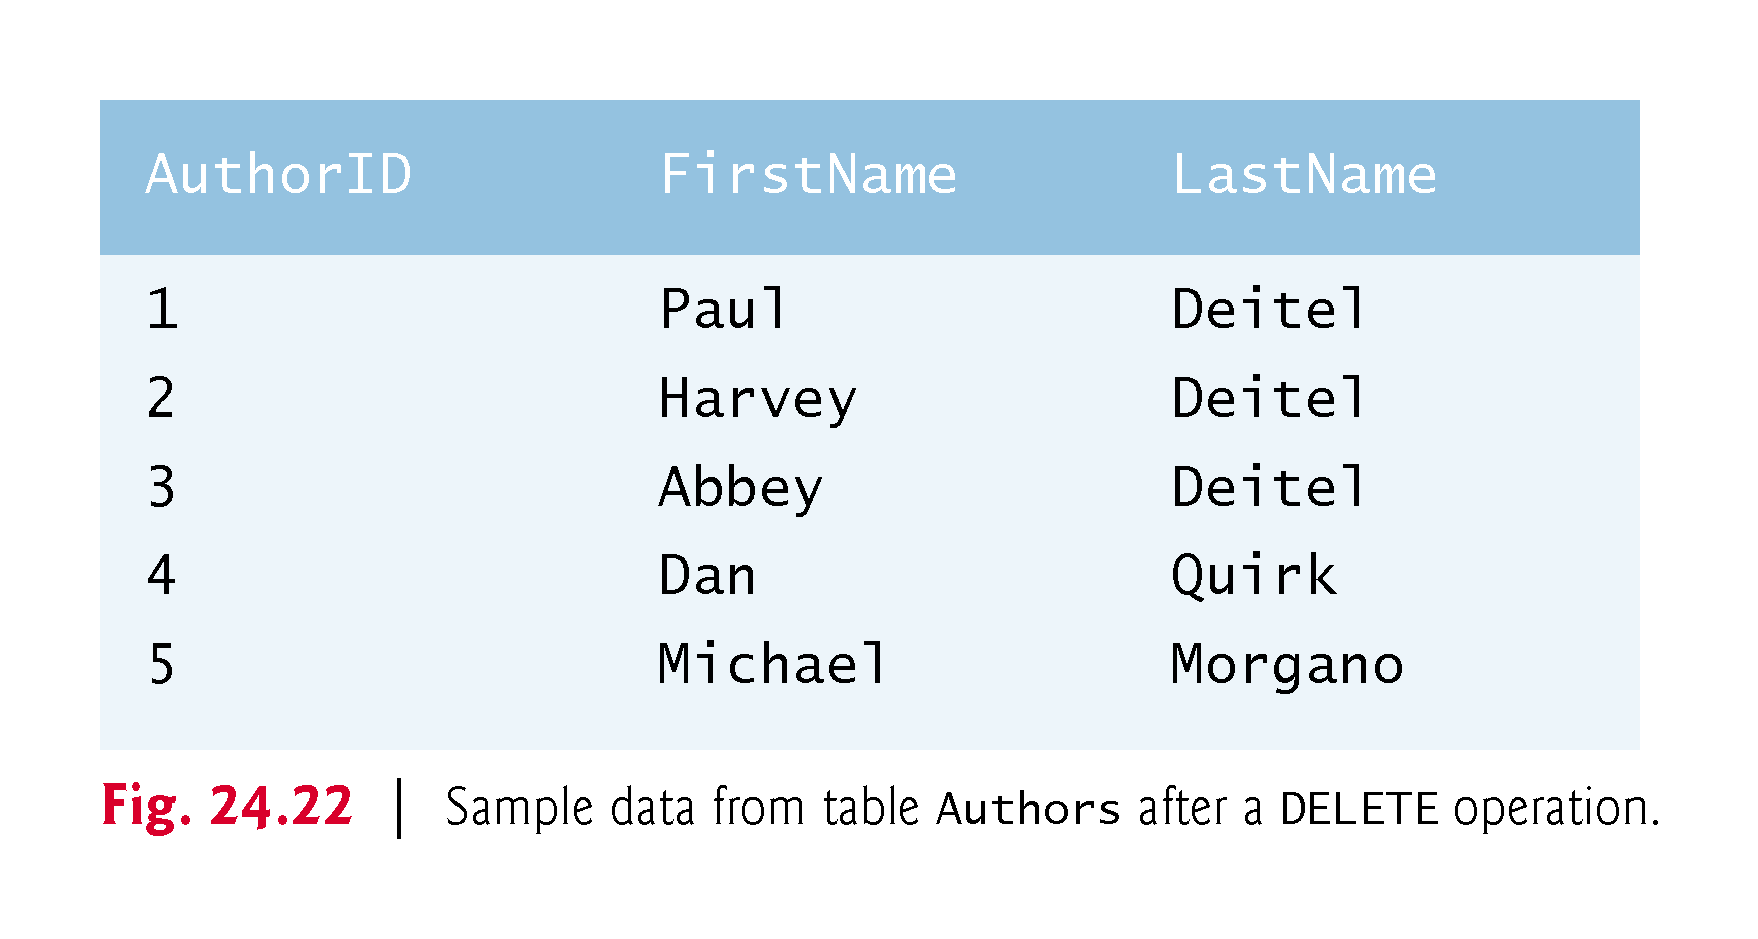 AuthorID FirstName LastName
1 Paul Deitel
2 Harvey Deitel
3 Abbey Deitel
4 Dan Quirk
5 Michael Morgano
Fig. 24.22 | Sample data from table Authors after a DELETE operation.